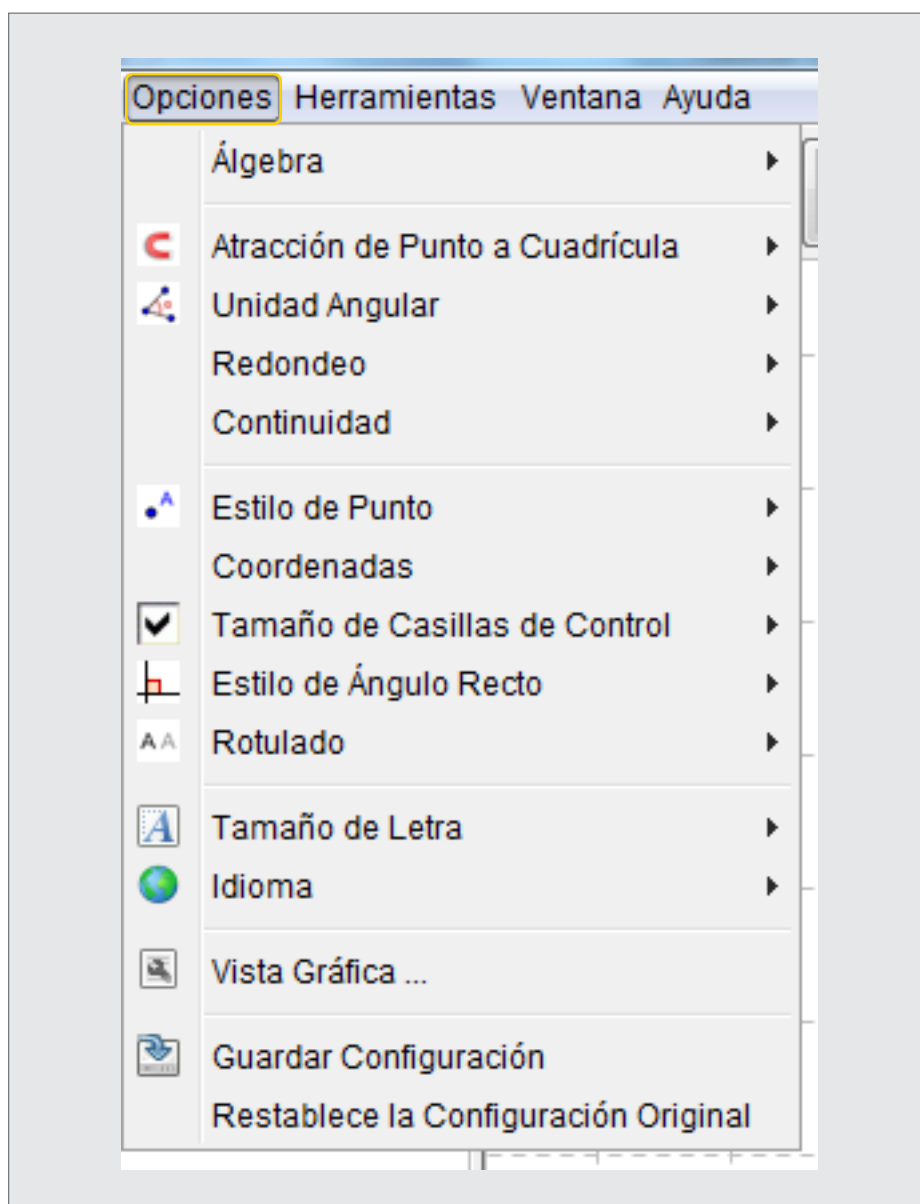 Opciones Herramientas Ventana Ayuda
Álgebra
Atracción de Punto a Cuadrícula
Unidad Angular
Redondeo
Continuidad
Estilo de Punto
Coordenadas
Tamaño de Casillas de Control
Estilo de Ángulo Recto
Rotulado
Tamaño de Letra
Idioma
Vista Gráfica ...
Guardar Configuración
Restablece la Configuración Original